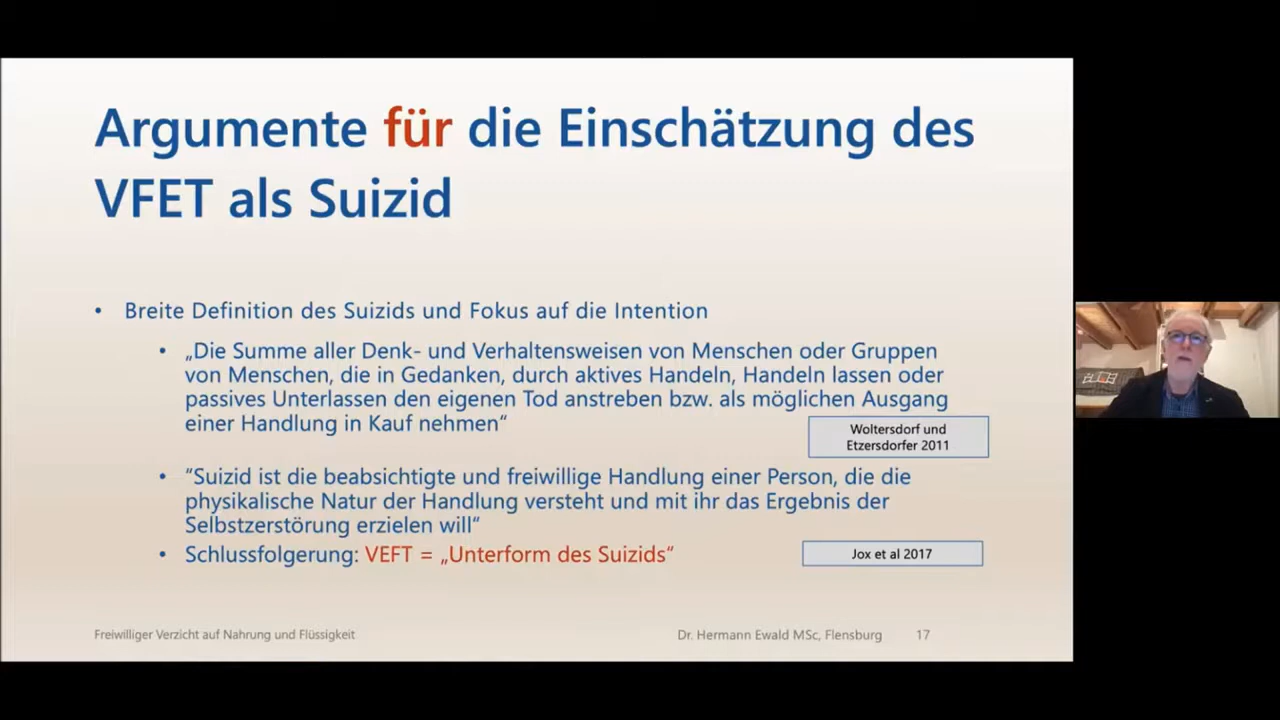 Argumente für die Einschätzung des
VFET als Suizid
• Breite Definition des Suizids und Fokus auf die Intention
• „Die Summe aller Denk- und Verhaltensweisen von Menschen oder Gruppen
von Menschen, die in Gedanken, durch aktives Handeln, Handeln lassen oder
passives Unterlassen den eigenen Tod anstreben bzw. als möglichen Ausgang
einer Handlung in Kauf nehmen“
Woltersdorf und
Etzersdorfer 2011
• “Suizid ist die beabsichtigte und freiwillige Handlung einer Person, die die
physikalische Natur der Handlung versteht und mit ihr das Ergebnis der
Selbstzerstörung erzielen will“
• Schlussfolgerung: VEFT = „Unterform des Suizids“
Jox et al 2017
Freiwilliger Verzicht auf Nahrung und Flüssigkeit
Dr. Hermann Ewald MSc, Flensburg
17